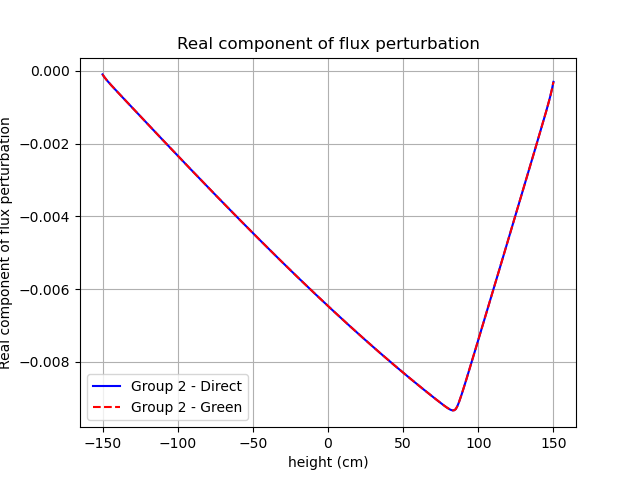 Real component of flux perturbation
Real component of flux perturbation
0.000
−0.002
−0.004
−0.006
−0.008
Group 2 - Direct
Group 2 - Green
−150
−100
−50
0
50
100
150
height (cm)